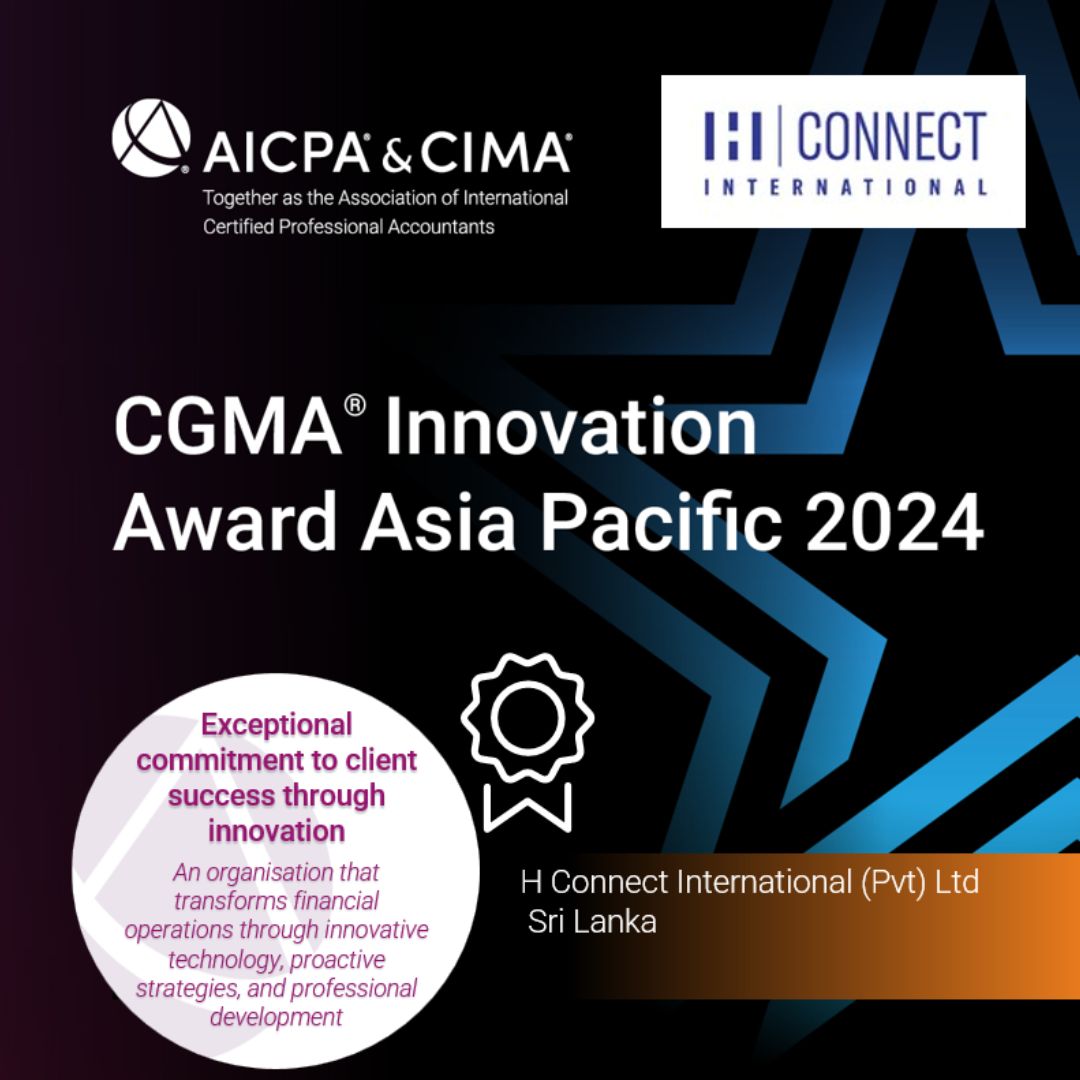 AICPA® & CIMA®
Together as the Association of International
Certified Professional Accountants
H | CONNECT
INTERNATIONAL
CGMA® Innovation
Award Asia Pacific 2024
Exceptional
commitment to client
success through
innovation
An organisation that
transforms financial
operations through innovative
technology, proactive
strategies, and professional
development
H Connect International (Pvt) Ltd
Sri Lanka